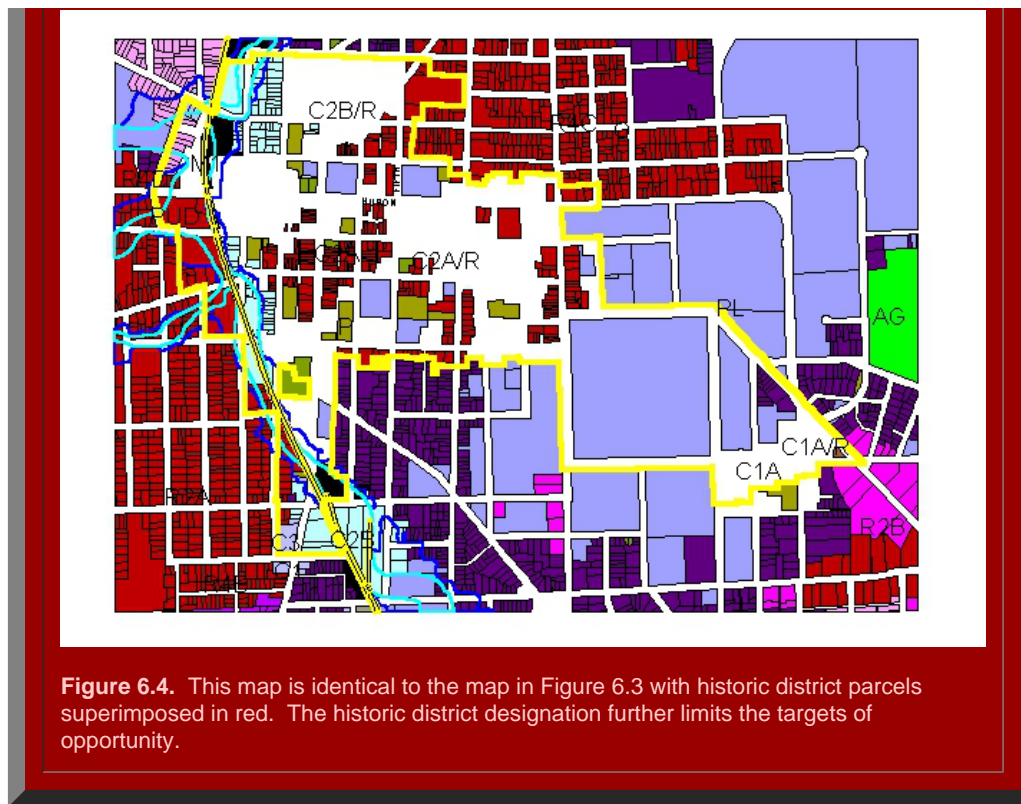 C2B/R
R4C
C2A/R
PL
AG
C1A/R
C1A
R2B
C3
C2B
Figure 6.4. This map is identical to the map in Figure 6.3 with historic district parcels
superimposed in red. The historic district designation further limits the targets of
opportunity.